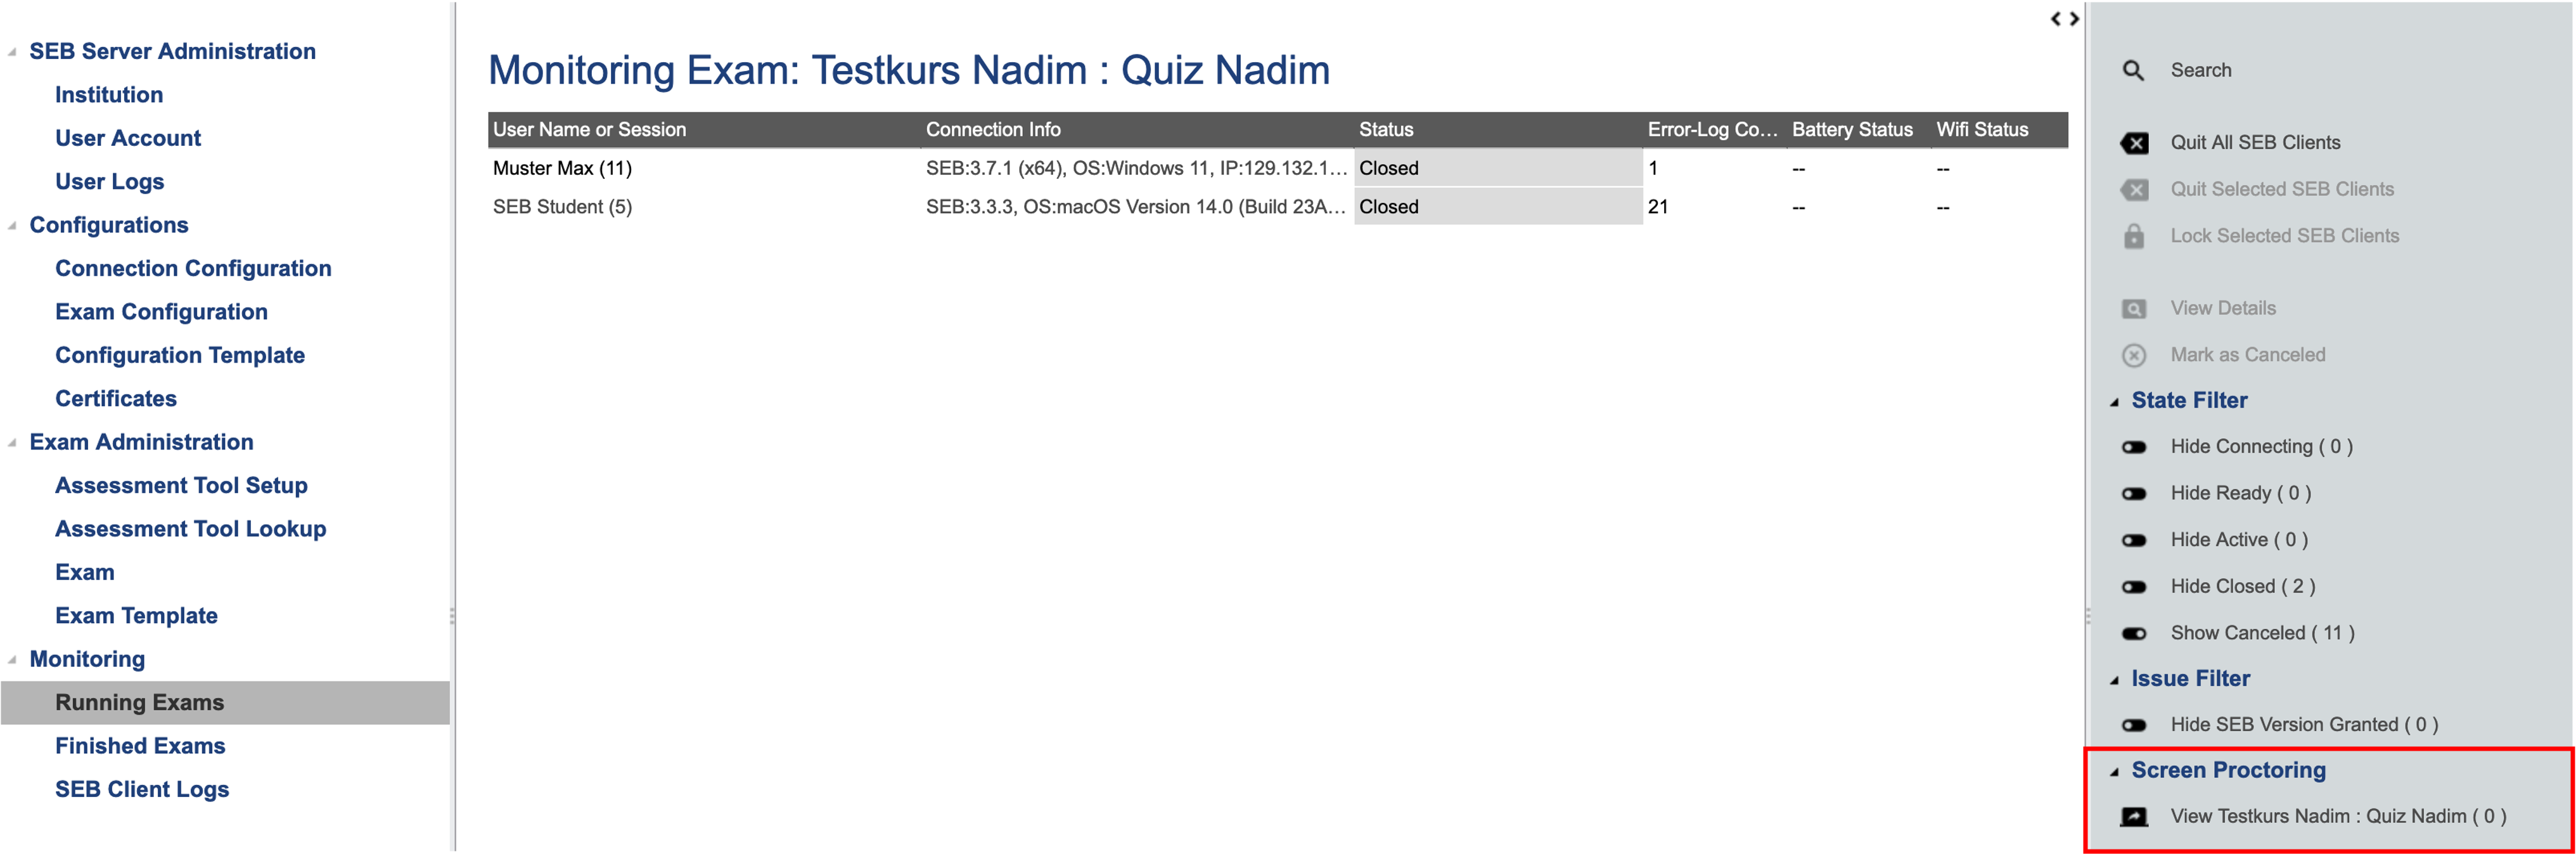 SEB Server Administration
Institution
User Account
User Logs
Configurations
Connection Configuration
Exam Configuration
Configuration Template
Certificates
Exam Administration
Assessment Tool Setup
Assessment Tool Lookup
Exam
Exam Template
Monitoring
Running Exams
Finished Exams
SEB Client Logs
Monitoring Exam: Testkurs Nadim : Quiz Nadim
User Name or Session Connection Info Status Error-Log Co... Battery Status Wifi Status
Muster Max (11) SEB:3.7.1 (x64), OS:Windows 11, IP:129.132.1... Closed 1 -- --
SEB Student (5) SEB:3.3.3, OS:macOS Version 14.0 (Build 23A... Closed 21 -- --
Search
Quit All SEB Clients
Quit Selected SEB Clients
Lock Selected SEB Clients
View Details
Mark as Canceled
State Filter
Hide Connecting ( 0 )
Hide Ready ( 0 )
Hide Active ( 0 )
Hide Closed ( 2 )
Show Canceled ( 11 )
Issue Filter
Hide SEB Version Granted ( 0 )
Screen Proctoring
View Testkurs Nadim : Quiz Nadim ( 0 )